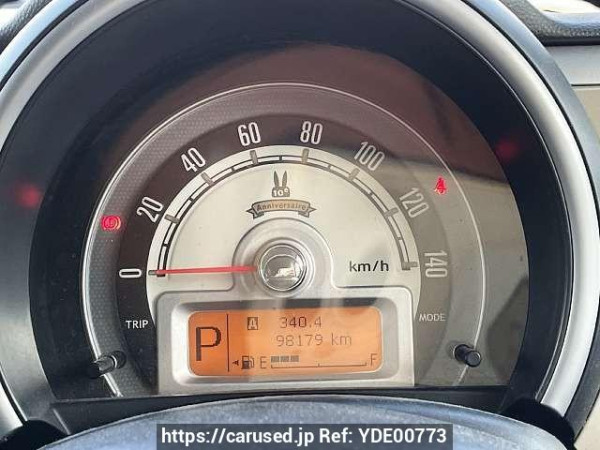 0
20
40
60
80
100
120
140
10e
Anniversaire
km/h
TRIP
MODE
P
A 340.4
98179 km
E F
https://carused.jp Ref: YDE00773